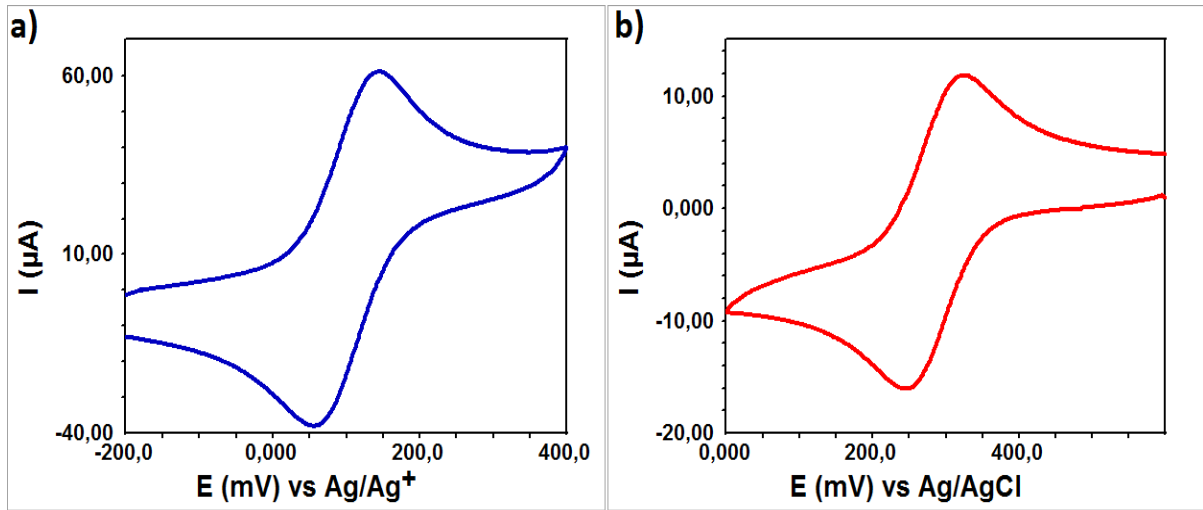 a)
60,00
10,00
-40,00
I (µA)
-200,0 0,000 200,0 400,0
E (mV) vs Ag/Ag+
b)
10,00
0,000
-10,00
-20,00
I (µA)
0,000 200,0 400,0
E (mV) vs Ag/AgCl